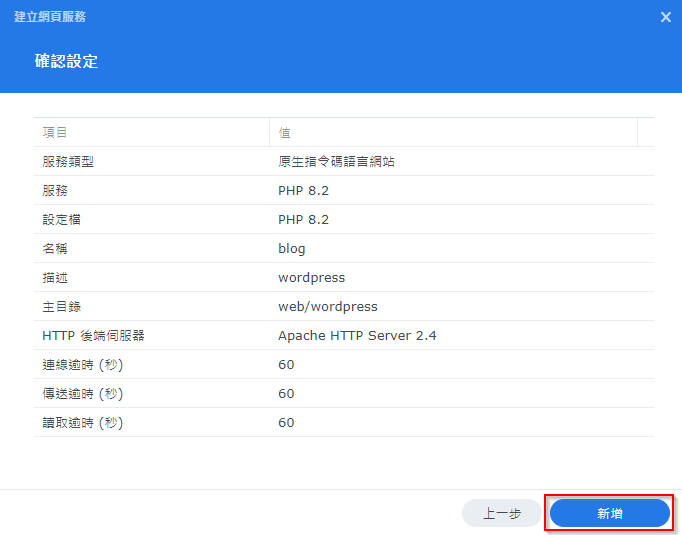 建立網頁服務
確認設定
項目 值
服務類型 原生指令碼語言網站
服務 PHP 8.2
設定檔 PHP 8.2
名稱 blog
描述 wordpress
主目錄 web/wordpress
HTTP 後端伺服器 Apache HTTP Server 2.4
連線逾時 (秒) 60
傳送逾時 (秒) 60
讀取逾時 (秒) 60
上一步 新增